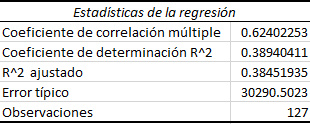 Estadísticas de la regresión
Coeficiente de correlación múltiple 0.62402253
Coeficiente de determinación R^2 0.38940411
R^2 ajustado 0.38451935
Error típico 30290.5023
Observaciones 127